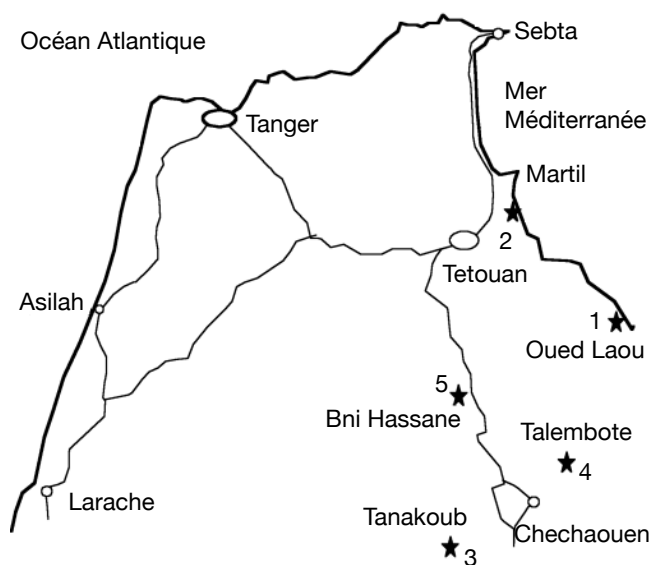 Océan Atlantique
Sebta
Mer
Méditerranée
Tanger
Martil
2
Tetouan
Asilah
1
Oued Laou
5
Bni Hassane
Talembote
4
Larache
Tanakoub
Chechaouen
3